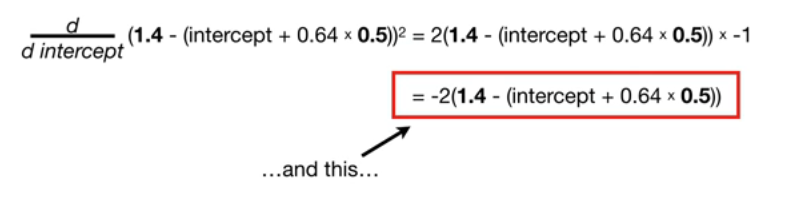 d
d intercept (1.4 - (intercept + 0.64 × 0.5))² = 2(1.4 - (intercept + 0.64 × 0.5)) × -1
= -2(1.4 - (intercept + 0.64 × 0.5))
…and this…